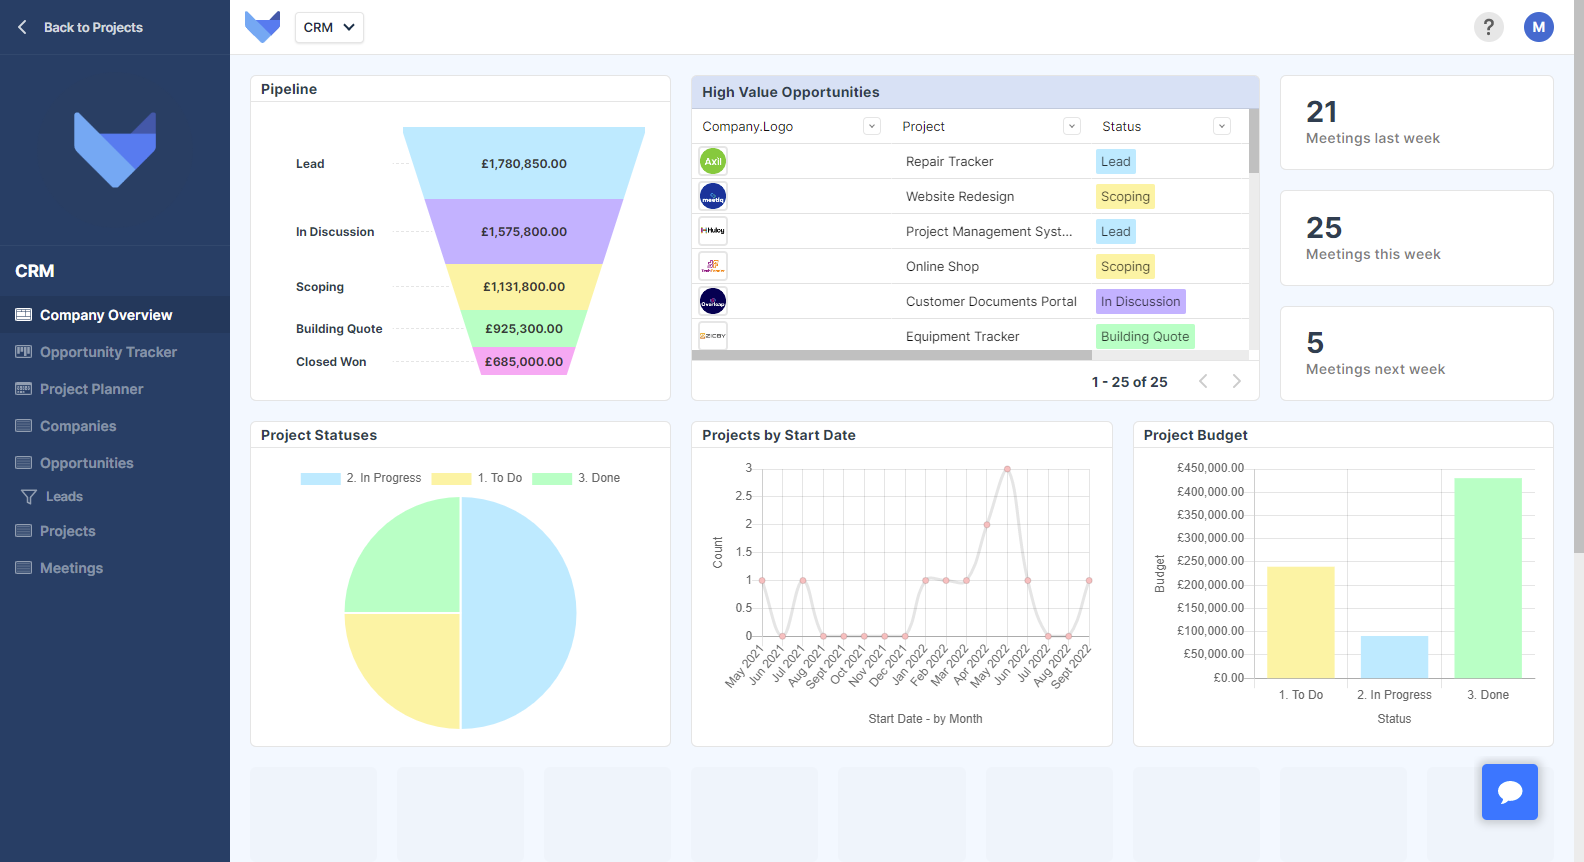 Back to Projects
CRM
?
M
CRM
Company Overview
Opportunity Tracker
Project Planner
Companies
Opportunities
Leads
Projects
Meetings
Pipeline
Lead £1,780,850.00
In Discussion £1,575,800.00
Scoping £1,131,800.00
Building Quote £925,300.00
Closed Won £685,000.00
High Value Opportunities
Company.Logo Project Status
Axil Repair Tracker Lead
meetiq Website Redesign Scoping
Huloy Project Management Syst... Lead
Online Shop Scoping
Overloap Customer Documents Portal In Discussion
ZICBY Equipment Tracker Building Quote
1 - 25 of 25
21
Meetings last week
25
Meetings this week
5
Meetings next week
Project Statuses
2. In Progress 1. To Do 3. Done
Projects by Start Date
3
2.5
2
1.5
1
0.5
0
Count
May 2021 Jun 2021 Jul 2021 Aug 2021 Sept 2021 Oct 2021 Nov 2021 Dec 2021 Jan 2022 Feb 2022 Mar 2022 Apr 2022 May 2022 Jun 2022 Jul 2022 Aug 2022 Sept 2022
Start Date - by Month
Project Budget
£450,000.00
£400,000.00
£350,000.00
£300,000.00
£250,000.00
£200,000.00
£150,000.00
£100,000.00
£50,000.00
£0.00
Budget
1. To Do 2. In Progress 3. Done
Status